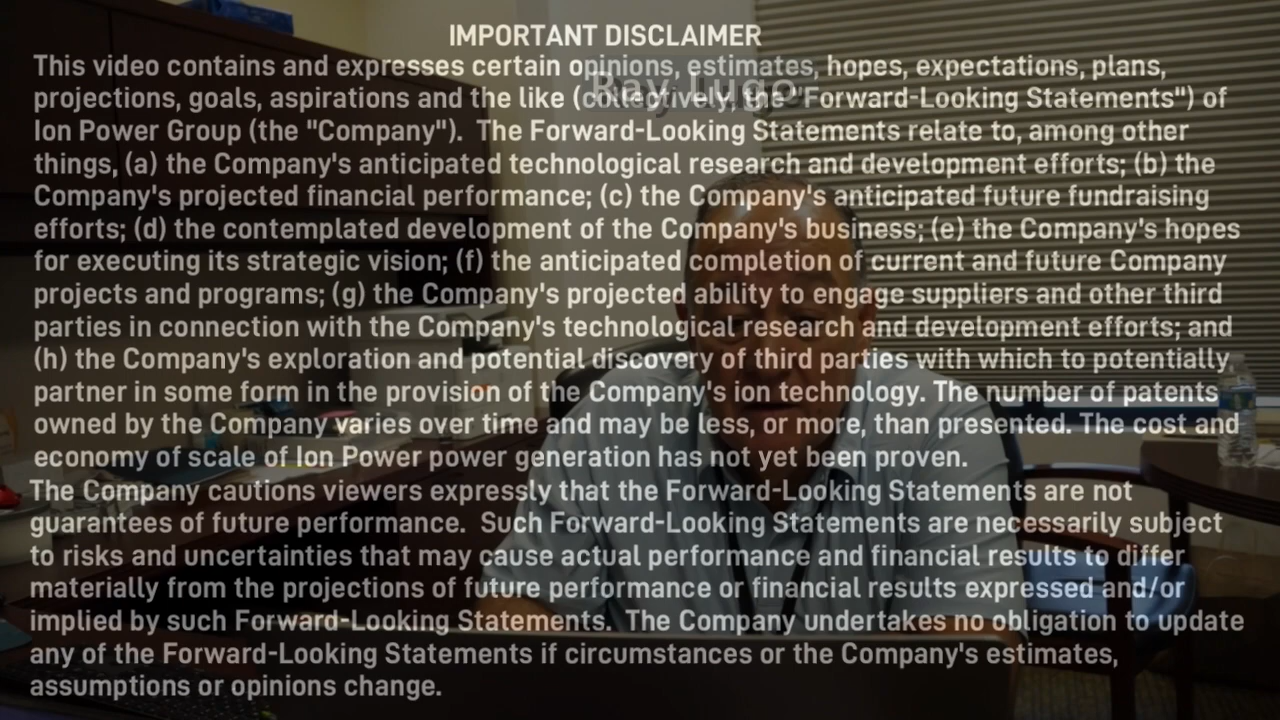 IMPORTANT DISCLAIMER
This video contains and expresses certain opinions, estimates, hopes, expectations, plans,
Ray Lugo
projections, goals, aspirations and the like (collectively, the "Forward-Looking Statements") of
Ion Power Group (the "Company").  The Forward-Looking Statements relate to, among other
things, (a) the Company's anticipated technological research and development efforts; (b) the
Company's projected financial performance; (c) the Company's anticipated future fundraising
efforts; (d) the contemplated development of the Company's business; (e) the Company's hopes
for executing its strategic vision; (f) the anticipated completion of current and future Company
projects and programs; (g) the Company's projected ability to engage suppliers and other third
parties in connection with the Company's technological research and development efforts; and
(h) the Company's exploration and potential discovery of third parties with which to potentially
partner in some form in the provision of the Company's ion technology. The number of patents
owned by the Company varies over time and may be less, or more, than presented. The cost and
economy of scale of Ion Power power generation has not yet been proven.
The Company cautions viewers expressly that the Forward-Looking Statements are not
guarantees of future performance.  Such Forward-Looking Statements are necessarily subject
to risks and uncertainties that may cause actual performance and financial results to differ
materially from the projections of future performance or financial results expressed and/or
implied by such Forward-Looking Statements.  The Company undertakes no obligation to update
any of the Forward-Looking Statements if circumstances or the Company's estimates,
assumptions or opinions change.